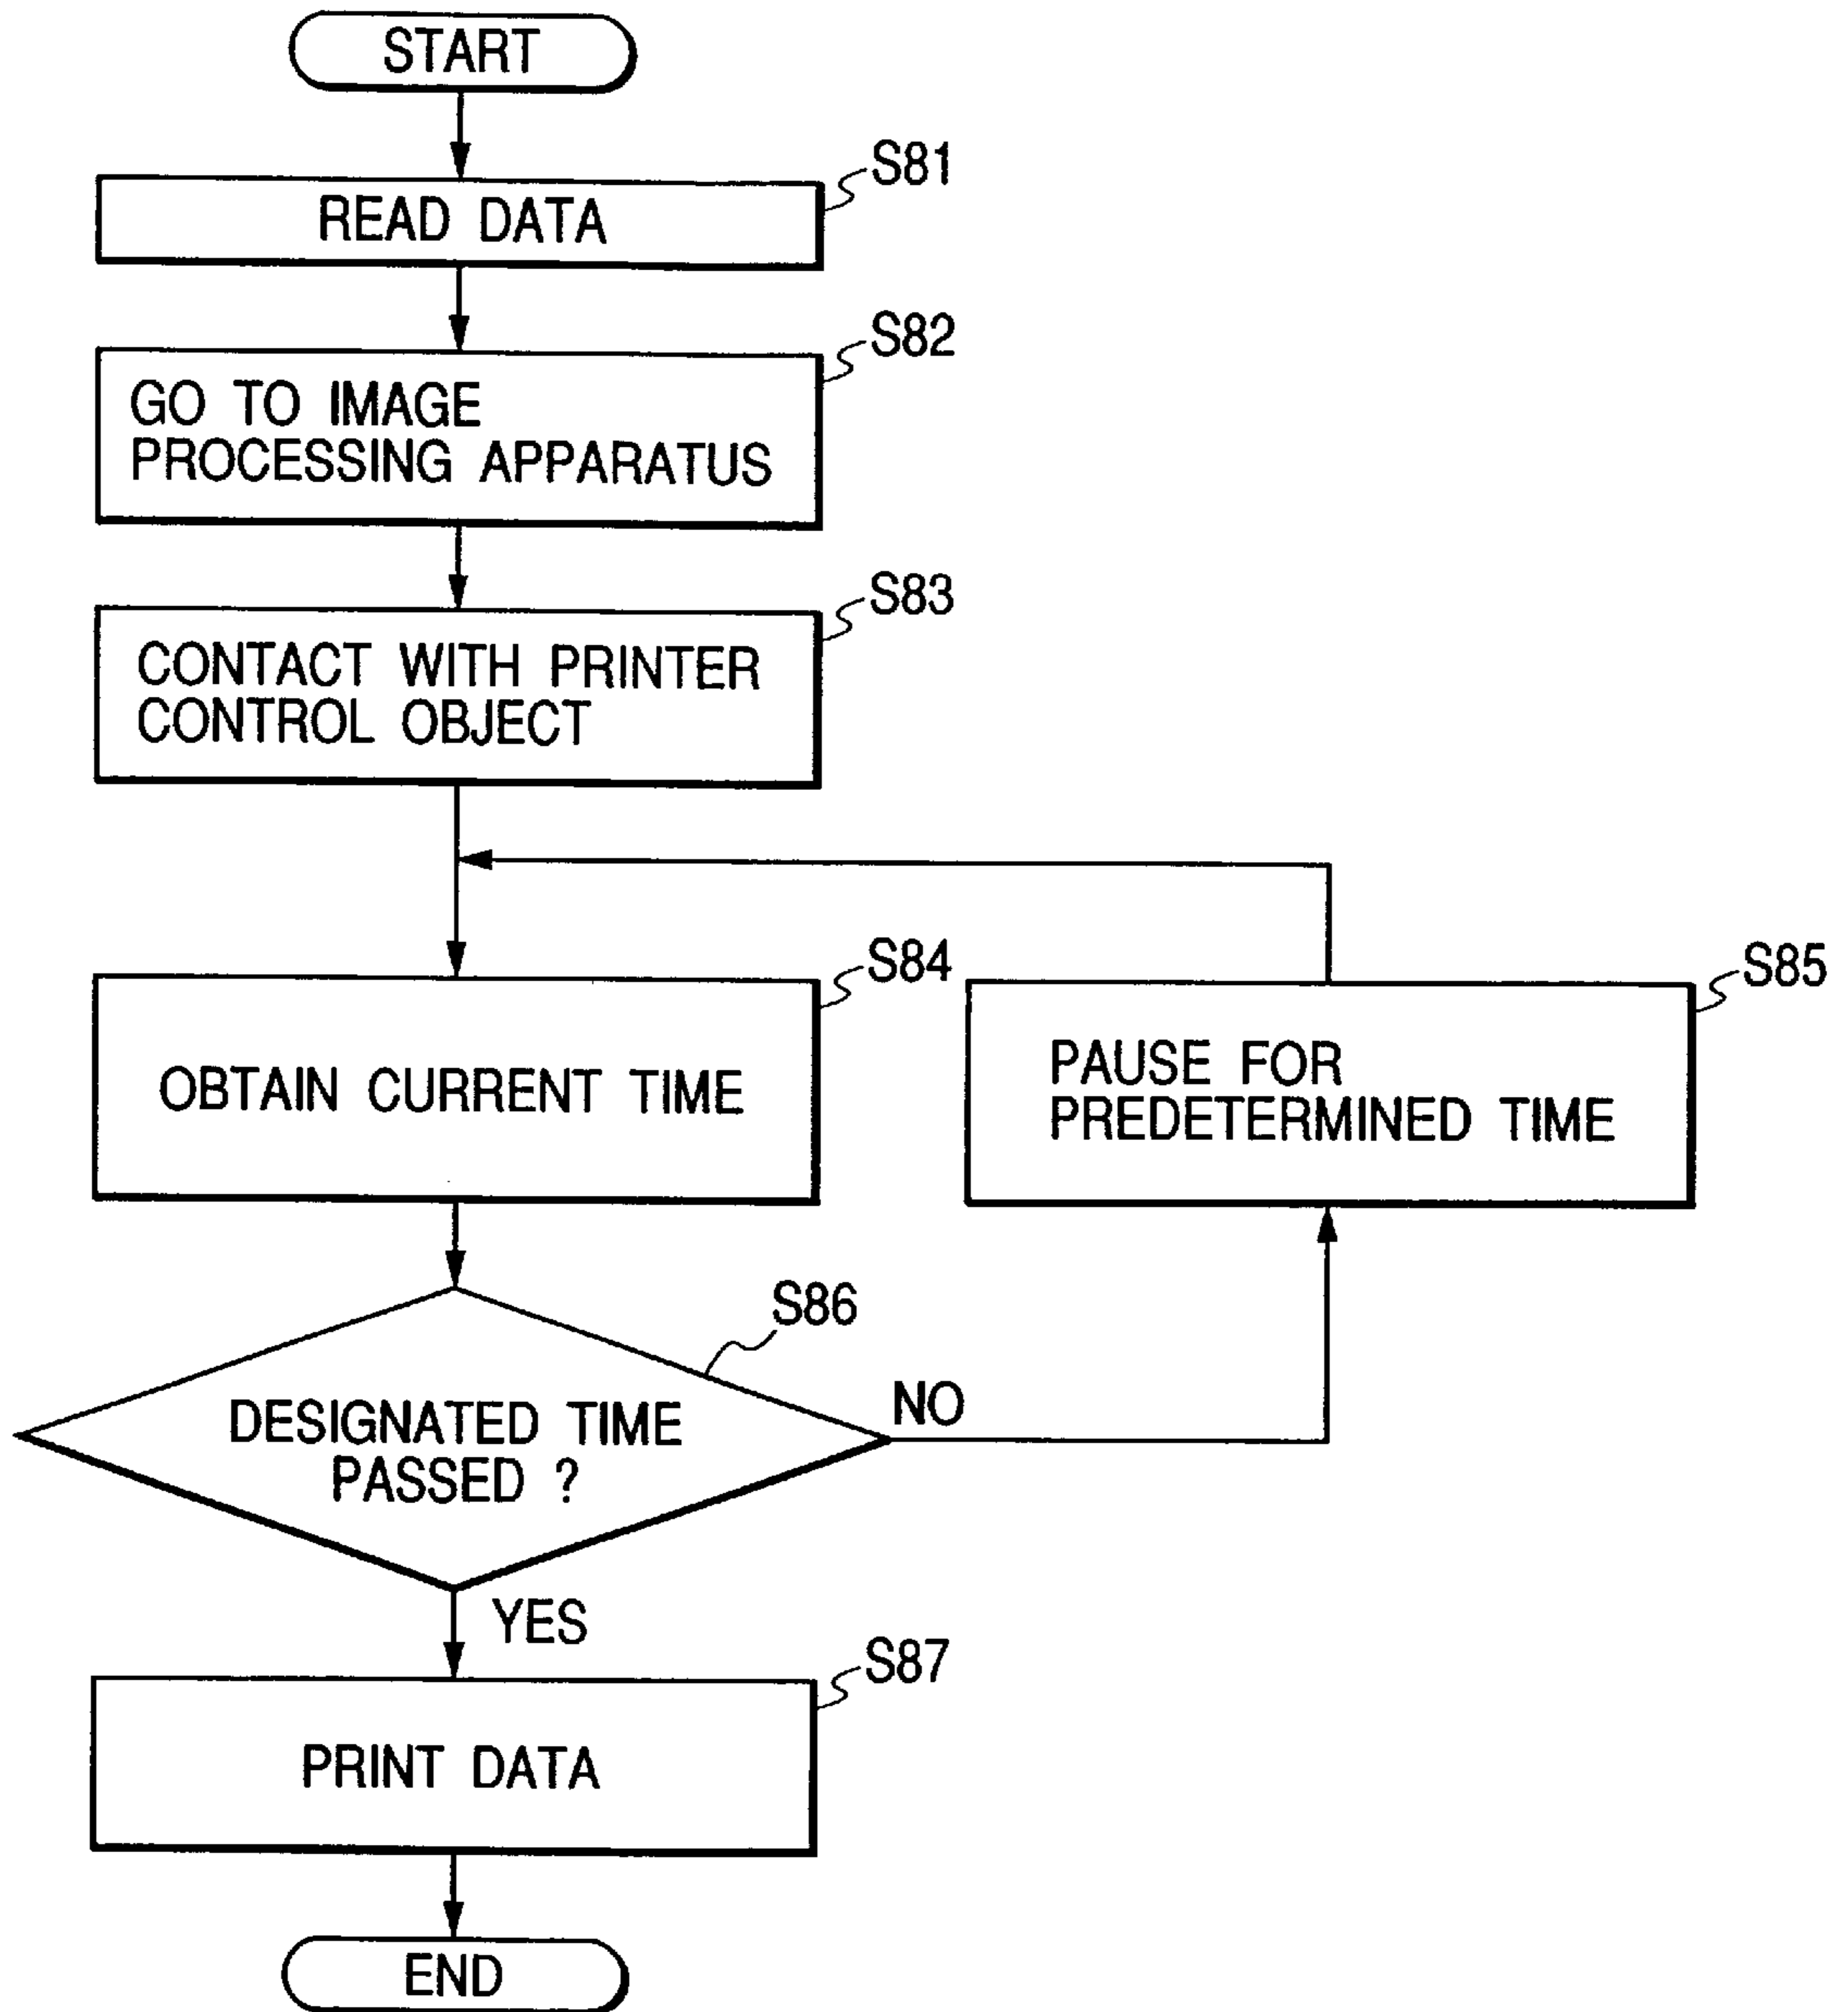 START
S81
READ DATA
S82
GO TO IMAGE
PROCESSING APPARATUS
S83
CONTACT WITH PRINTER
CONTROL OBJECT
S84
OBTAIN CURRENT TIME
S85
PAUSE FOR
PREDETERMINED TIME
S86
DESIGNATED TIME
PASSED ?
NO
YES
S87
PRINT DATA
END